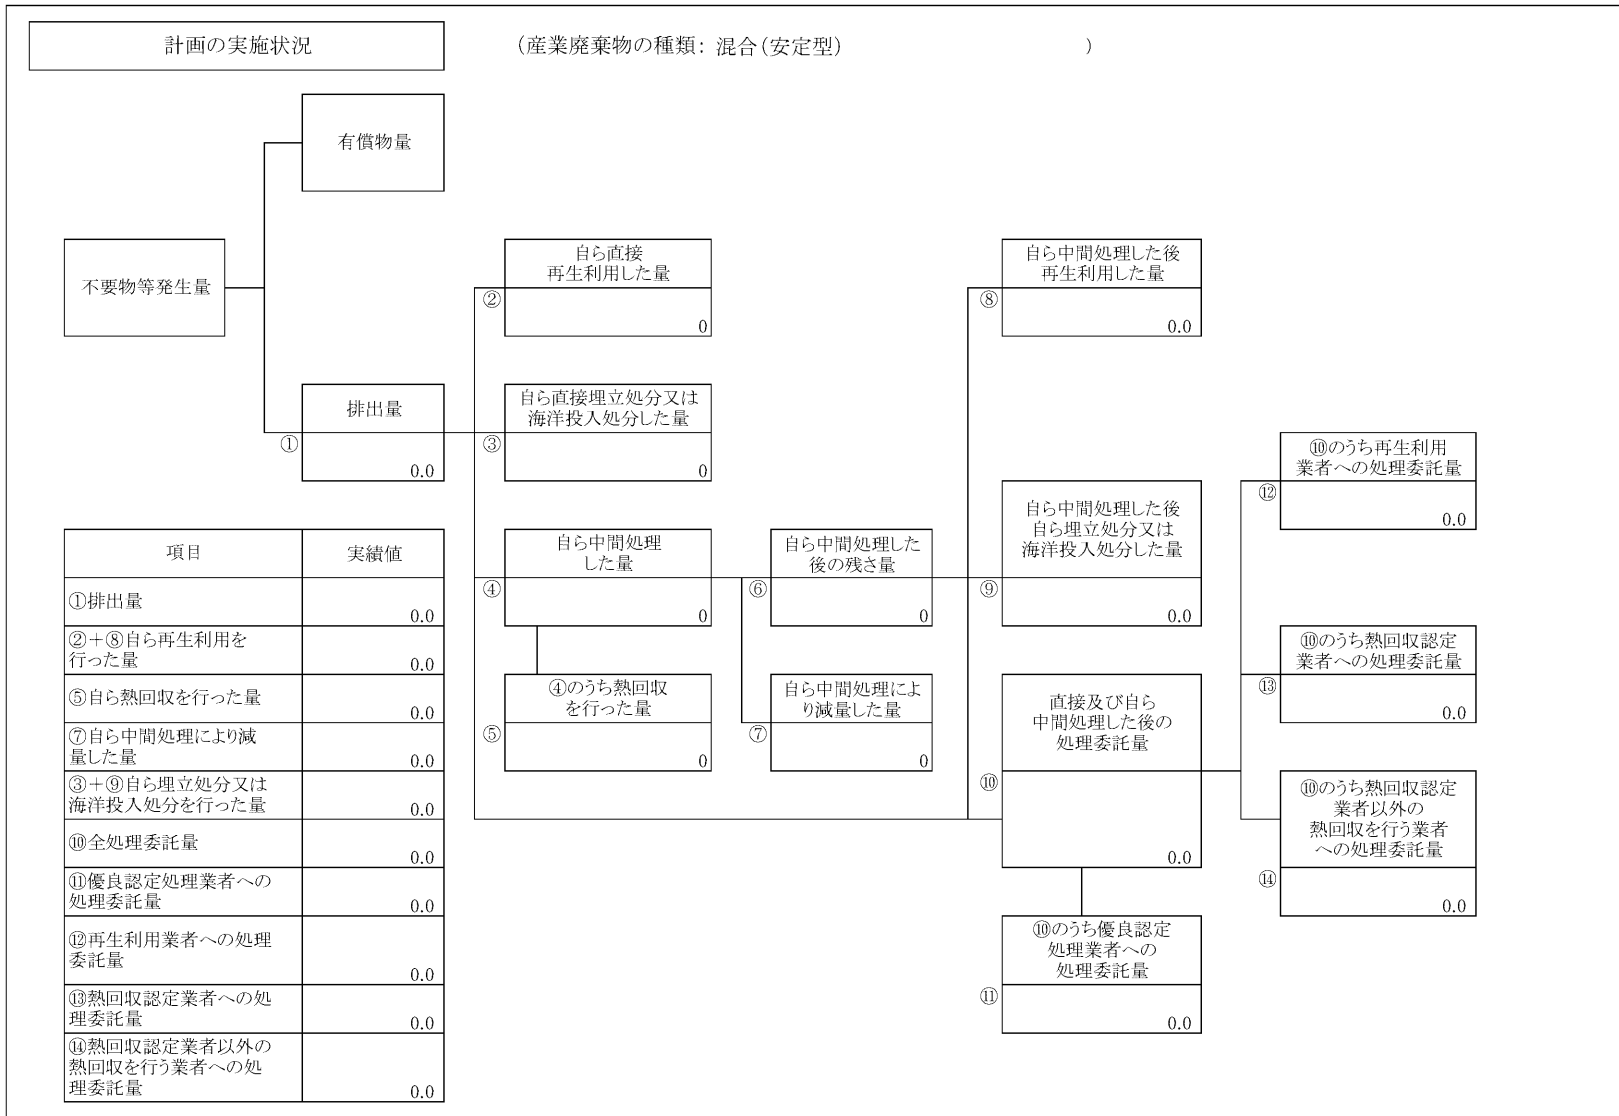 計画の実施状況
(産業廃棄物の種類: 混合(安定型) )
有償物量
不要物等発生量
排出量
①
0.0
自ら直接
再生利用した量
②
0
自ら直接埋立処分又は
海洋投入処分した量
③
0
自ら中間処理
した量
④
0
④のうち熱回収
を行った量
⑤
0
自ら中間処理した
後の残さ量
⑥
0
自ら中間処理によ
り減量した量
⑦
0
自ら中間処理した後
再生利用した量
⑧
0.0
自ら中間処理した後
自ら埋立処分又は
海洋投入処分した量
⑨
0.0
直接及び自ら
中間処理した後の
処理委託量
⑩
0.0
⑩のうち優良認定
処理業者への
処理委託量
⑪
0.0
⑩のうち再生利用
業者への処理委託量
⑫
0.0
⑩のうち熱回収認定
業者への処理委託量
⑬
0.0
⑩のうち熱回収認定
業者以外の
熱回収を行う業者
への処理委託量
⑭
0.0
項目 実績値
①排出量
0.0
②+⑧自ら再生利用を
行った量 0.0
⑤自ら熱回収を行った量
0.0
⑦自ら中間処理により減
量した量 0.0
③+⑨自ら埋立処分又は
海洋投入処分を行った量 0.0
⑩全処理委託量
0.0
⑪優良認定処理業者への
処理委託量 0.0
⑫再生利用業者への処理
委託量 0.0
⑬熱回収認定業者への処
理委託量 0.0
⑭熱回収認定業者以外の
熱回収を行う業者への処
理委託量 0.0